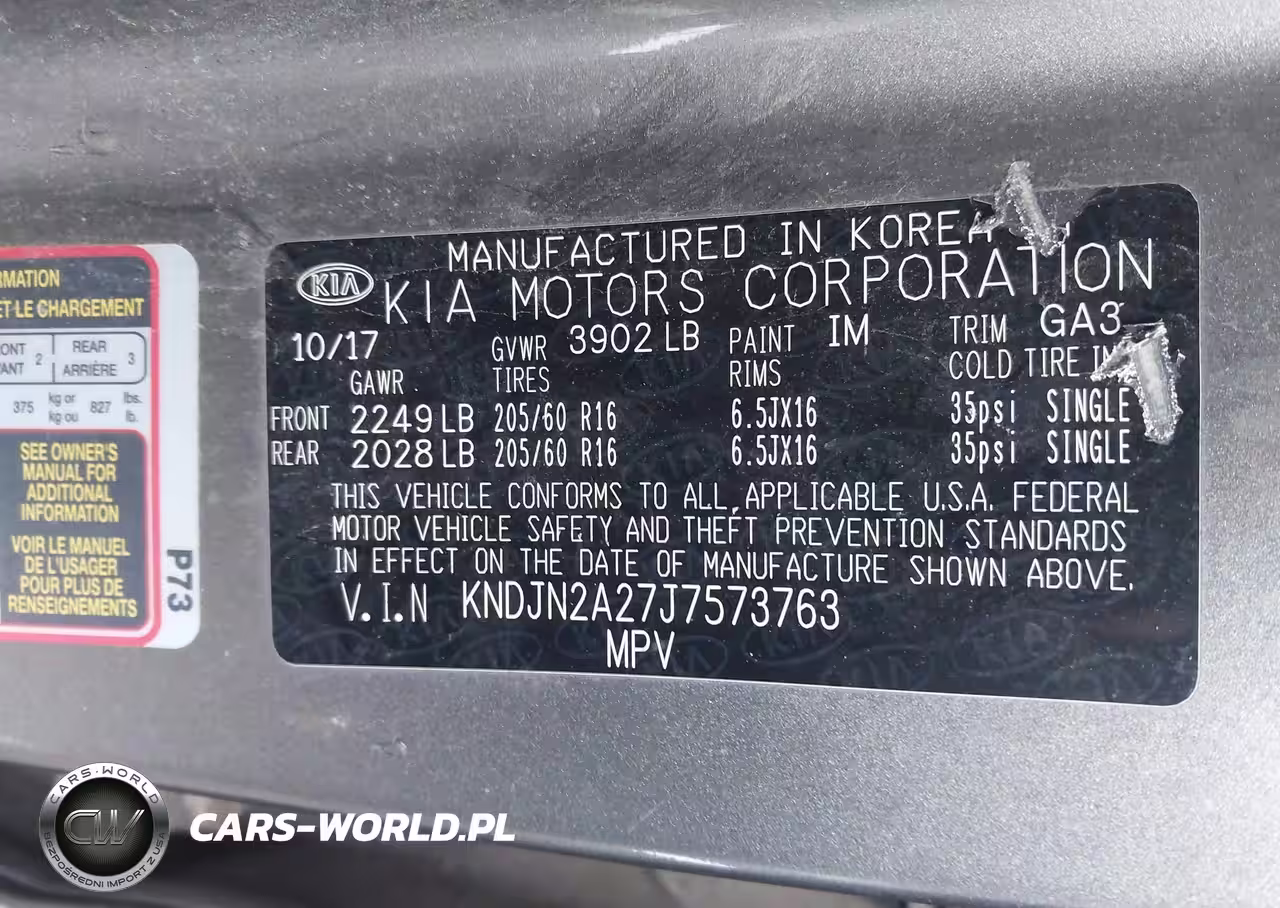 RMATION
ET LE CHARGEMENT
2 REAR
ARRIÈRE 3
375 kg or
kg ou 827 lbs.
lb.
SEE OWNER'S
MANUAL FOR
ADDITIONAL
INFORMATION
VOIR LE MANUEL
DE L'USAGER
POUR PLUS DE
RENSEIGNEMENTS
P73
MANUFACTURED IN KOREA
KIA KIA MOTORS CORPORATION
10/17 GVWR 3902 LB PAINT IM TRIM GA3
GAWR TIRES RIMS COLD TIRE
FRONT 2249 LB 205/60 R16 6.5JX16 35psi SINGLE
REAR 2028 LB 205/60 R16 6.5JX16 35psi SINGLE
THIS VEHICLE CONFORMS TO ALL APPLICABLE U.S.A. FEDERAL
MOTOR VEHICLE SAFETY AND THEFT PREVENTION STANDARDS
IN EFFECT ON THE DATE OF MANUFACTURE SHOWN ABOVE.
V.I.N KNDJN2A27J7573763
MPV
CARS-WORLD
CW
BEZPOŚREDNI IMPORT Z USA
CARS-WORLD.PL